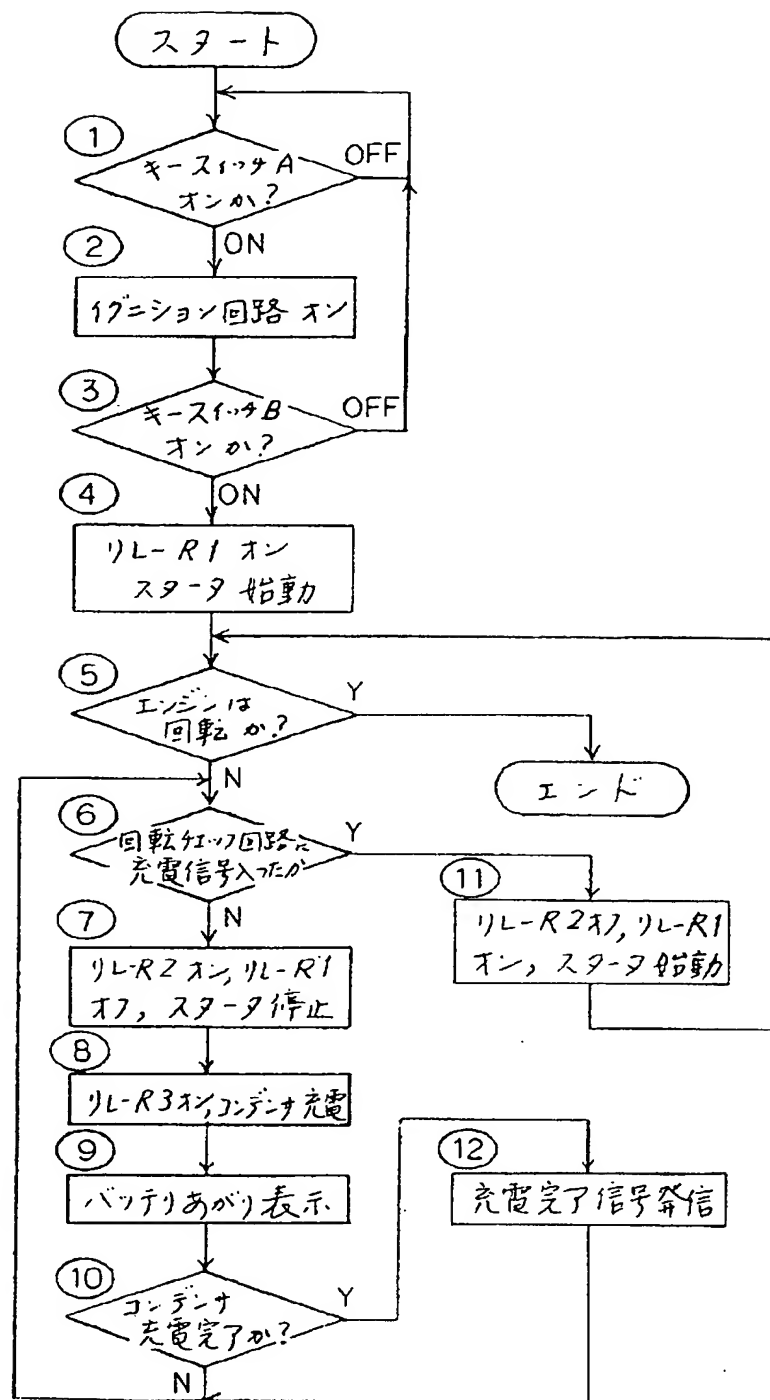 スタート
①
キースイッチA
オンか?
OFF
ON
②
イグニション回路 オン
③
キースイッチB
オンか?
OFF
ON
④
リレーR1 オン
スタータ 始動
⑤
エンジンは
回転か?
Y
N
エンド
⑥
回転チェック回路に
充電信号入ったか
Y
N
⑪
リレーR2オフ,リレーR1
オン, スタータ始動
⑦
リレーR2 オン,リレーR1
オフ, スタータ停止
⑧
リレーR3オン,コンデンサ充電
⑨
バッテリあがり表示
⑫
充電完了信号発信
⑩
コンデンサ
充電完了か?
Y
N